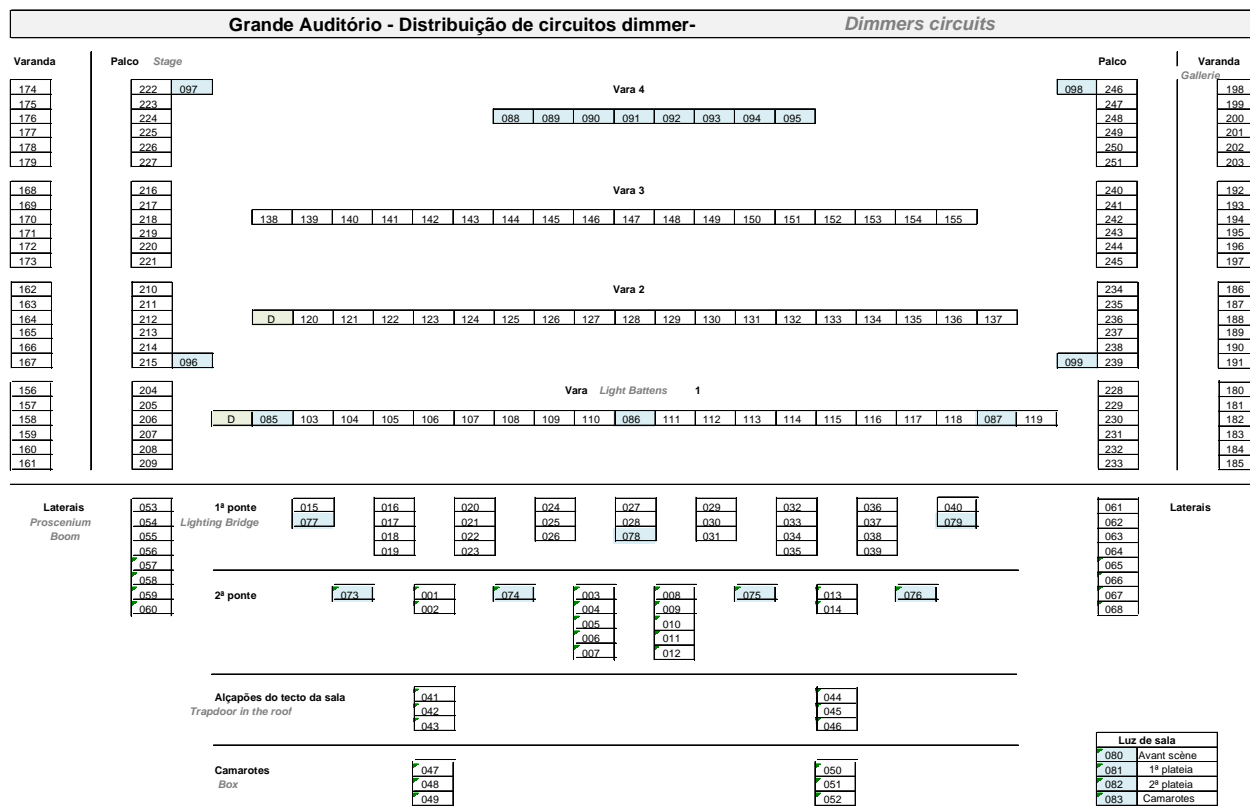 Grande Auditório - Distribuição de circuitos dimmer- Dimmers circuits
Varanda Palco Stage Palco Varanda
Gallerie
174 222 097 Vara 4 098 246 198
175 223 247 199
176 224 088 089 090 091 092 093 094 095 248 200
177 225 249 201
178 226 250 202
179 227 251 203
168 216 Vara 3 240 192
169 217 241 193
170 218 138 139 140 141 142 143 144 145 146 147 148 149 150 151 152 153 154 155 242 194
171 219 243 195
172 220 244 196
173 221 245 197
162 210 Vara 2 234 186
163 211 235 187
164 212 D 120 121 122 123 124 125 126 127 128 129 130 131 132 133 134 135 136 137 236 188
165 213 237 189
166 214 238 190
167 215 096 099 239 191
156 204 Vara Light Battens 1 228 180
157 205 229 181
158 206 D 085 103 104 105 106 107 108 109 110 086 111 112 113 114 115 116 117 118 087 119 230 182
159 207 231 183
160 208 232 184
161 209 233 185
Laterais 053 1ª ponte 015 016 020 024 027 029 032 036 040 061 Laterais
Proscenium 054 Lighting Bridge 077 017 021 025 028 030 033 037 079 062
Boom 055 018 022 026 078 031 034 038 063
056 019 023 035 039 064
057 065
058 066
059 2ª ponte 073 001 074 003 008 075 013 076 067
060 002 004 009 014 068
005 010
006 011
007 012
Alçapões do tecto da sala 041 044
Trapdoor in the roof 042 045
043 046
Luz de sala
080 Avant scène
Camarotes 047 050 081 1ª plateia
Box 048 051 082 2ª plateia
049 052 083 Camarotes